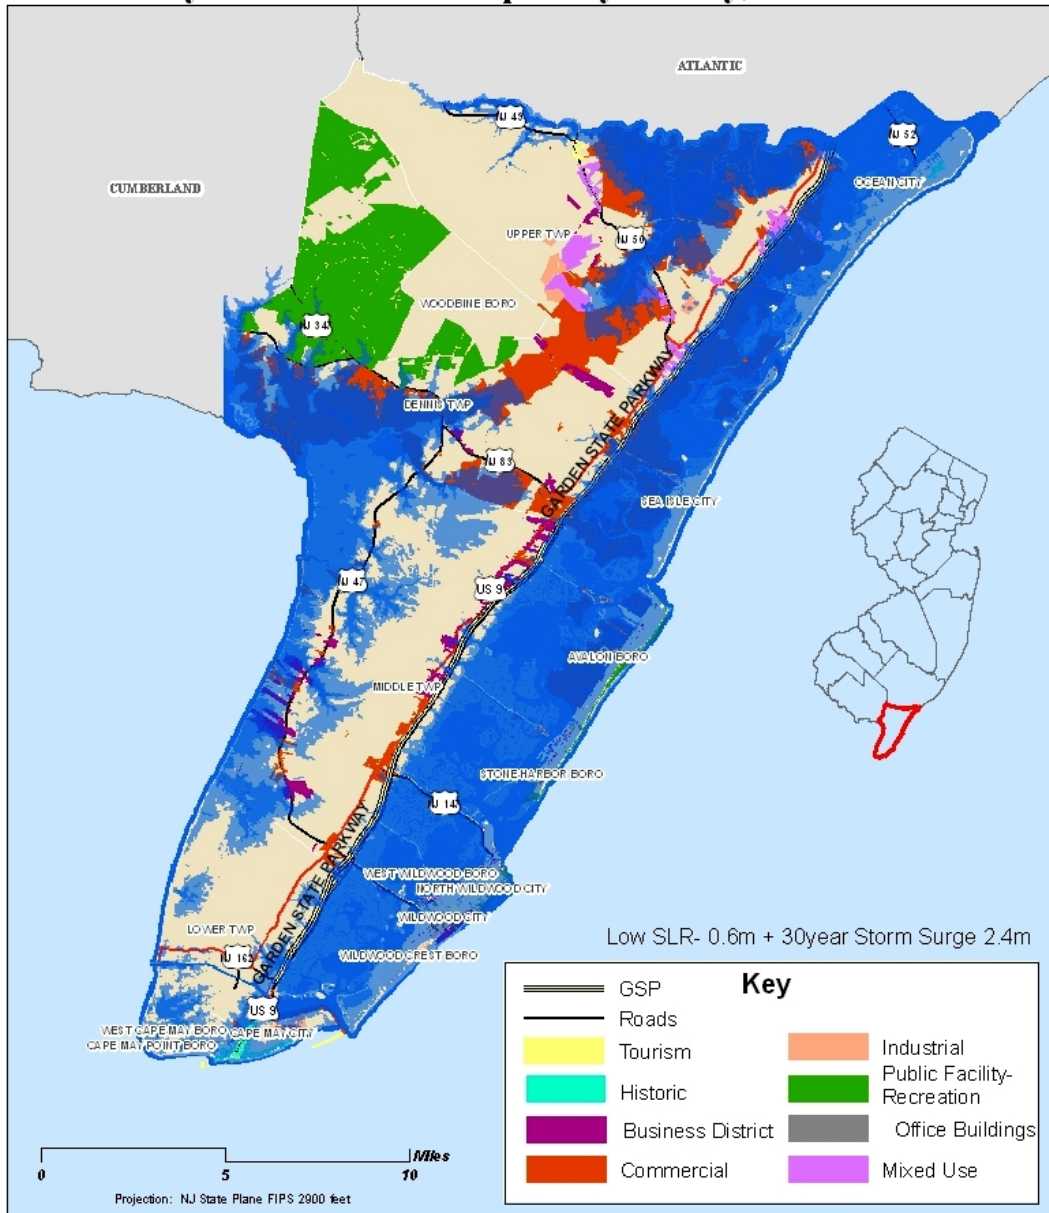 ATLANTIC
NJ 49
NJ 52
CUMBERLAND
OCEAN CITY
UPPER TWP
NJ 50
WOODBINE BORO
NJ 347
GARDEN STATE PARKWAY
DENNIS TWP
NJ 83
SEA ISLE CITY
NJ 47
US 9
AVALON BORO
MIDDLE TWP
STONE HARBOR BORO
NJ 147
GARDEN STATE PARKWAY
WEST WILDWOOD BORO
NORTH WILDWOOD CITY
WILDWOOD CITY
LOWER TWP
WILDWOOD CREST BORO
NJ 162
US 9
WEST CAPE MAY BORO
CAPE MAY CITY
CAPE MAY POINT BORO
Low SLR- 0.6m + 30year Storm Surge 2.4m
Key
GSP
Roads
Tourism
Historic
Business District
Commercial
Industrial
Public Facility-
Recreation
Office Buildings
Mixed Use
Miles
0 5 10
Projection: NJ State Plane FIPS 2900 feet